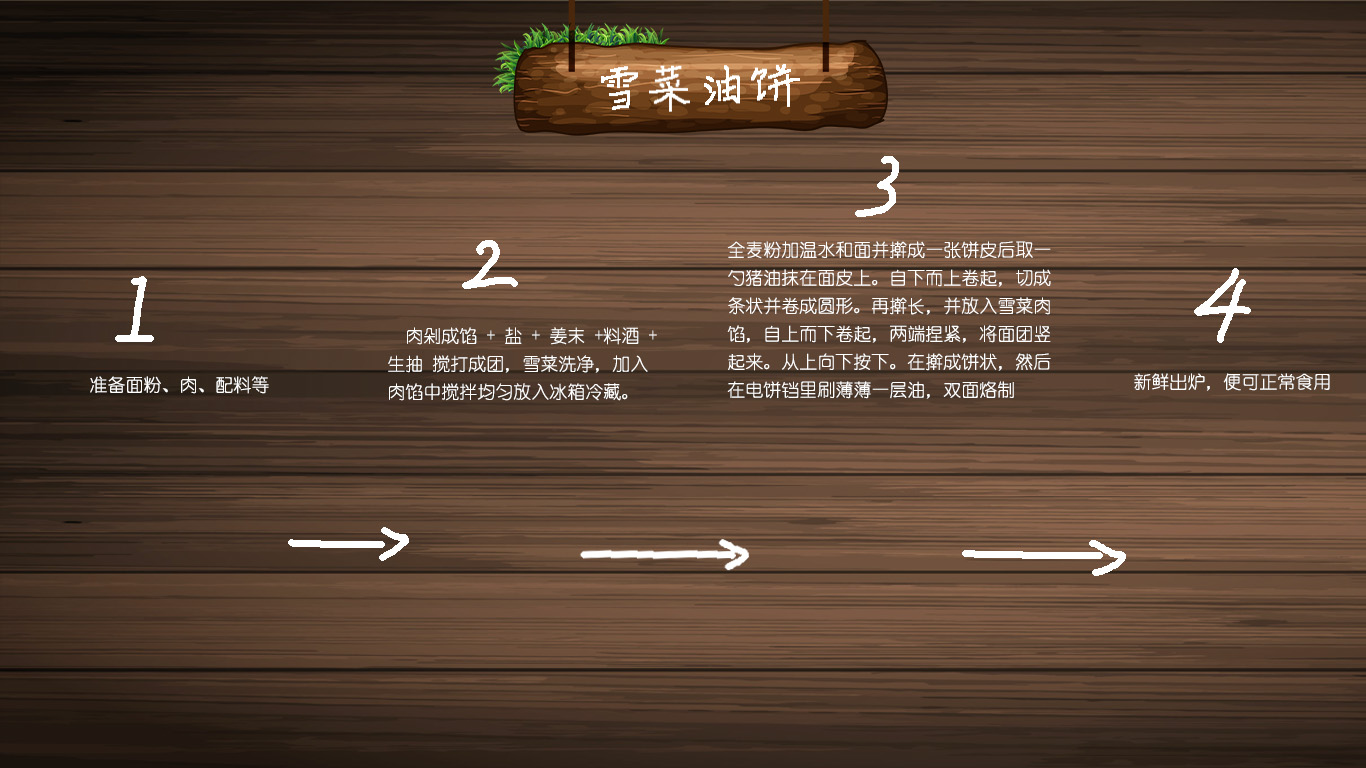 雪菜油饼
1
准备面粉、肉、配料等
2
肉剁成馅 + 盐 + 姜末 +料酒 +
生抽 搅打成团，雪菜洗净，加入
肉馅中搅拌均匀放入冰箱冷藏。
3
全麦粉加温水和面并擀成一张饼皮后取一
勺猪油抹在面皮上。自下而上卷起，切成
条状并卷成圆形。再擀长，并放入雪菜肉
馅，自上而下卷起，两端捏紧，将面团竖
起来。从上向下按下。在擀成饼状，然后
在电饼铛里刷薄薄一层油，双面烙制
4
新鲜出炉，便可正常食用